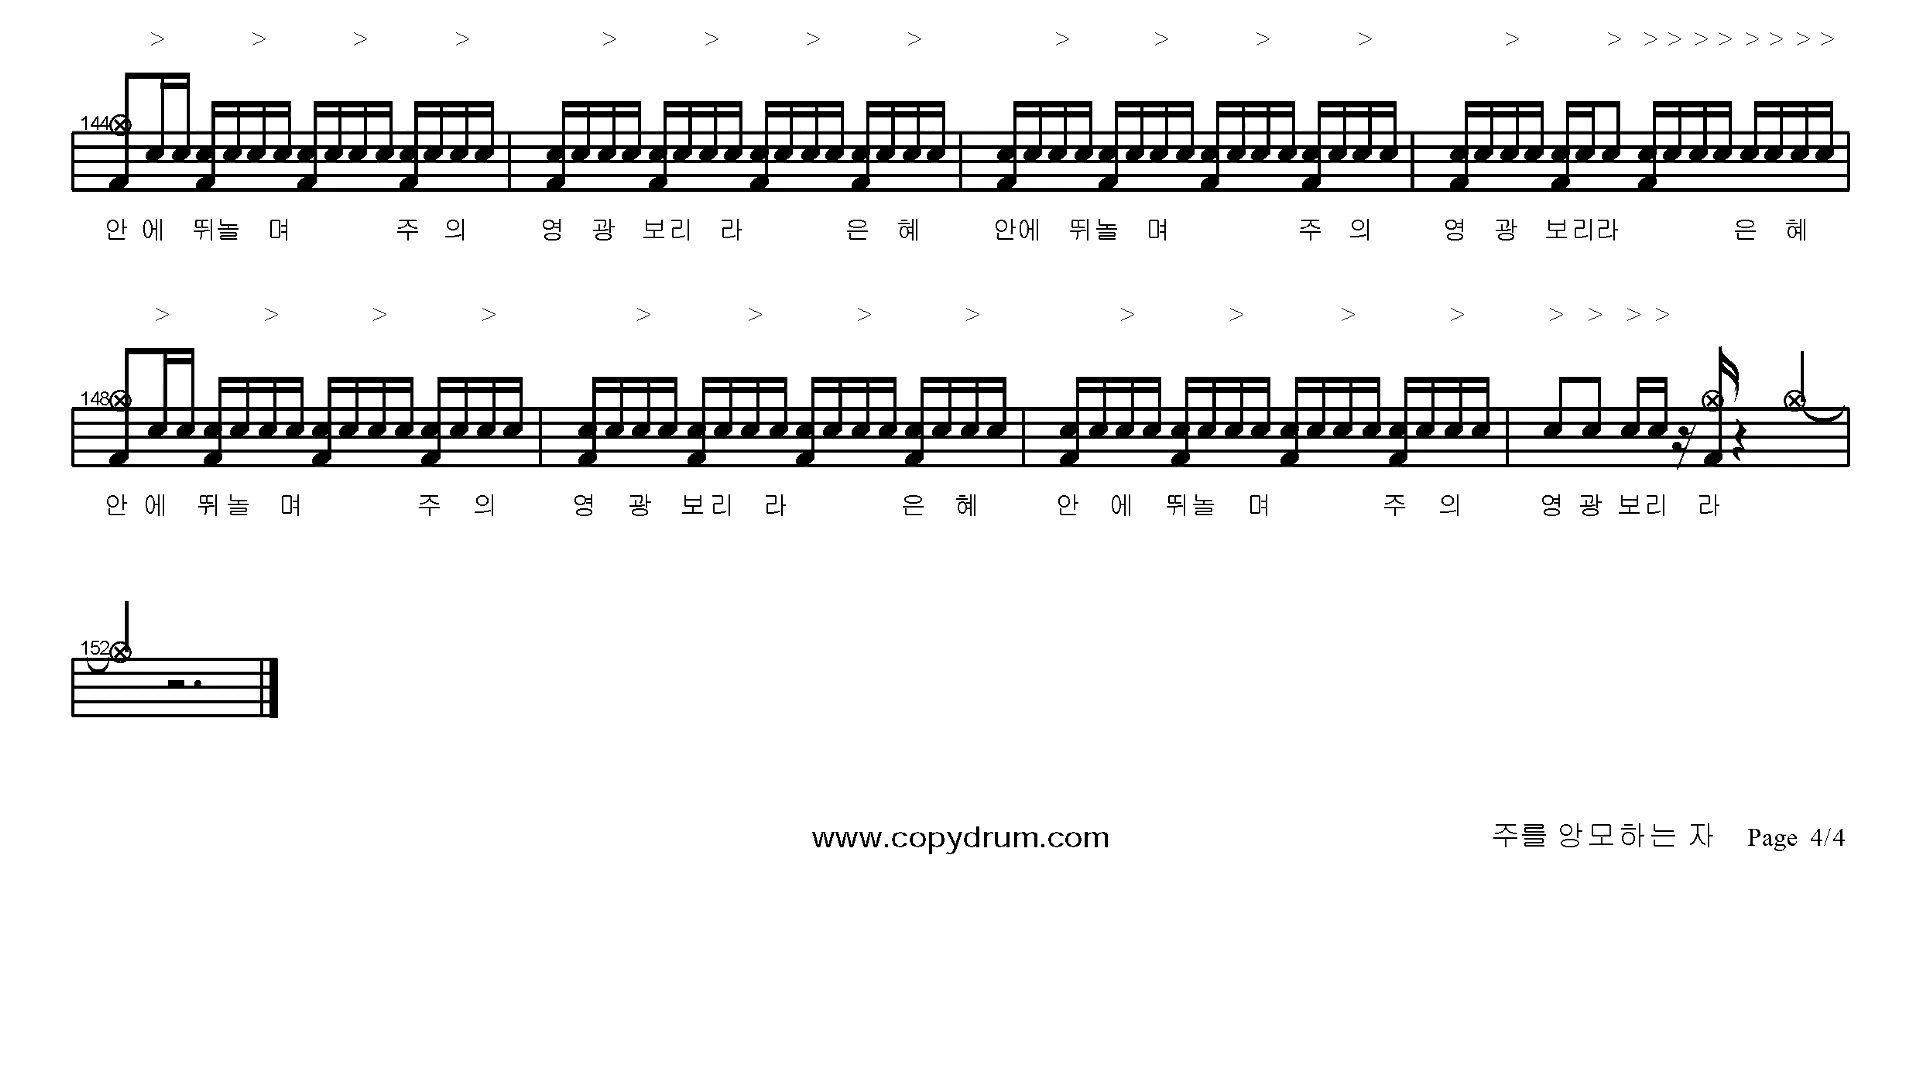 144
안에 뛰놀며 주의 영광 보리라 은혜 안에 뛰놀며 주의 영광 보리라 은혜
148
안에 뛰놀며 주의 영광 보리라 은혜 안에 뛰놀며 주의 영광 보리라
152
www.copydrum.com 주를 앙모하는 자 Page 4/4